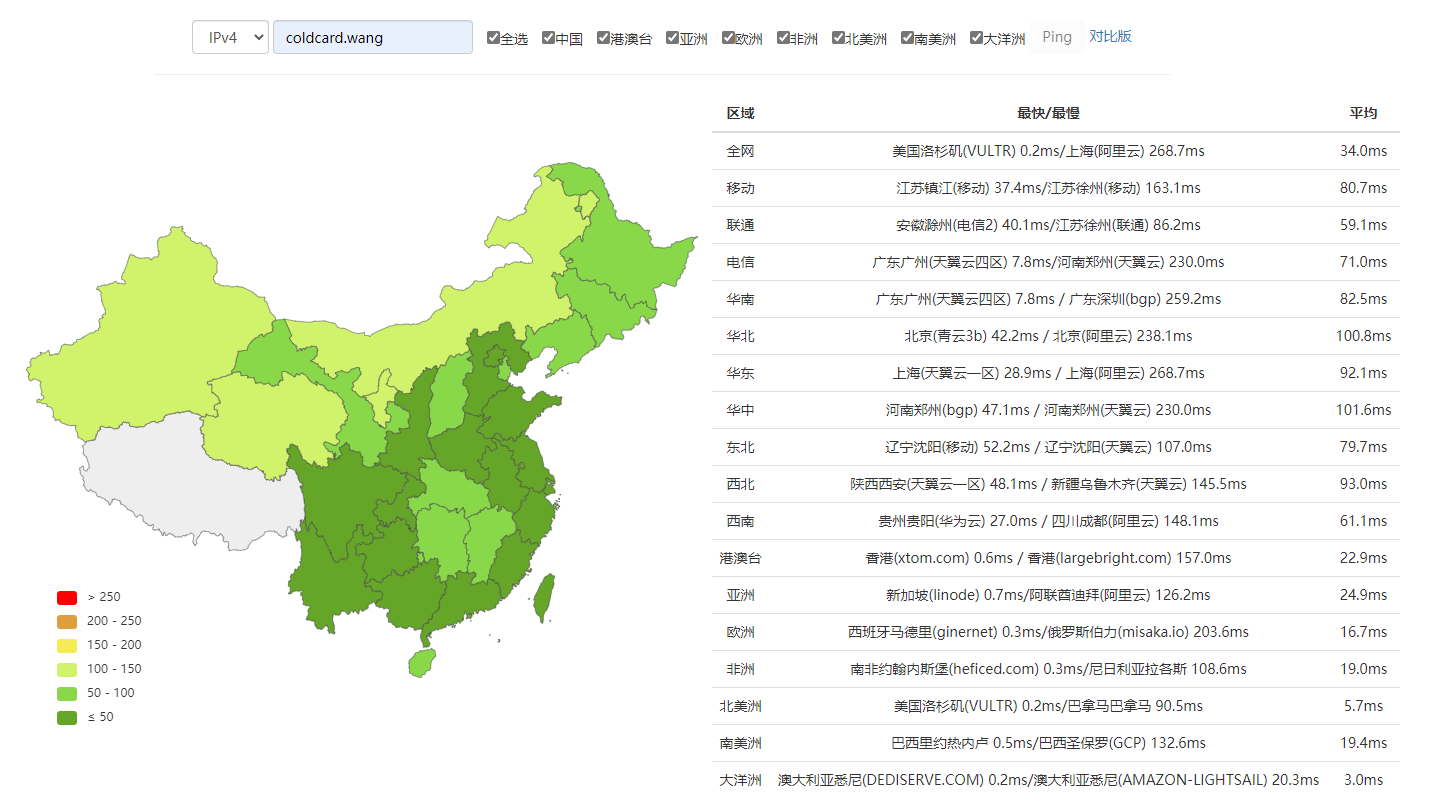 IPv4 coldcard.wang 全选 中国 港澳台 亚洲 欧洲 非洲 北美洲 南美洲 大洋洲 Ping 对比版
区域 最快/最慢 平均
全网 美国洛杉矶(VULTR) 0.2ms/上海(阿里云) 268.7ms 34.0ms
移动 江苏镇江(移动) 37.4ms/江苏徐州(移动) 163.1ms 80.7ms
联通 安徽滁州(电信2) 40.1ms/江苏徐州(联通) 86.2ms 59.1ms
电信 广东广州(天翼云四区) 7.8ms/河南郑州(天翼云) 230.0ms 71.0ms
华南 广东广州(天翼云四区) 7.8ms / 广东深圳(bgp) 259.2ms 82.5ms
华北 北京(青云3b) 42.2ms / 北京(阿里云) 238.1ms 100.8ms
华东 上海(天翼云一区) 28.9ms / 上海(阿里云) 268.7ms 92.1ms
华中 河南郑州(bgp) 47.1ms / 河南郑州(天翼云) 230.0ms 101.6ms
东北 辽宁沈阳(移动) 52.2ms / 辽宁沈阳(天翼云) 107.0ms 79.7ms
西北 陕西西安(天翼云一区) 48.1ms / 新疆乌鲁木齐(天翼云) 145.5ms 93.0ms
西南 贵州贵阳(华为云) 27.0ms / 四川成都(阿里云) 148.1ms 61.1ms
港澳台 香港(xtom.com) 0.6ms / 香港(largebright.com) 157.0ms 22.9ms
亚洲 新加坡(linode) 0.7ms/阿联酋迪拜(阿里云) 126.2ms 24.9ms
欧洲 西班牙马德里(ginernet) 0.3ms/俄罗斯伯力(misaka.io) 203.6ms 16.7ms
非洲 南非约翰内斯堡(heficed.com) 0.3ms/尼日利亚拉各斯 108.6ms 19.0ms
北美洲 美国洛杉矶(VULTR) 0.2ms/巴拿马巴拿马 90.5ms 5.7ms
南美洲 巴西里约热内卢 0.5ms/巴西圣保罗(GCP) 132.6ms 19.4ms
大洋洲 澳大利亚悉尼(DEDISERVE.COM) 0.2ms/澳大利亚悉尼(AMAZON-LIGHTSAIL) 20.3ms 3.0ms
> 250
200 - 250
150 - 200
100 - 150
50 - 100
≤ 50